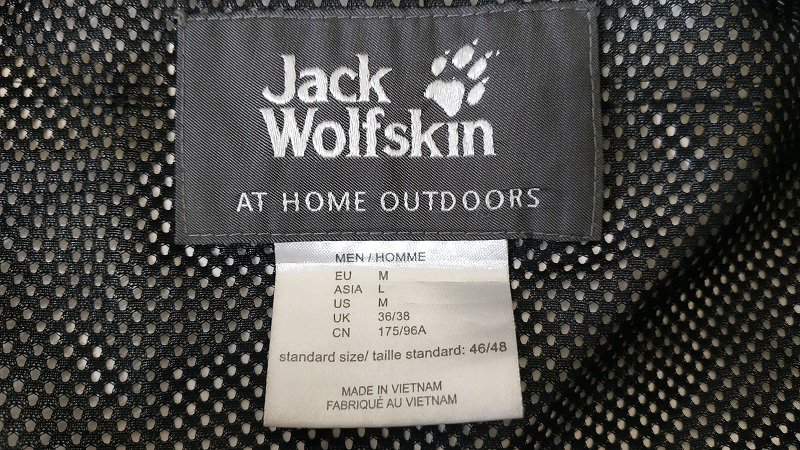 Jack
Wolfskin
AT HOME OUTDOORS
MEN / HOMME
EU M
ASIA L
US M
UK 36/38
CN 175/96A
standard size/ taille standard: 46/48
MADE IN VIETNAM
FABRIQUÉ AU VIETNAM